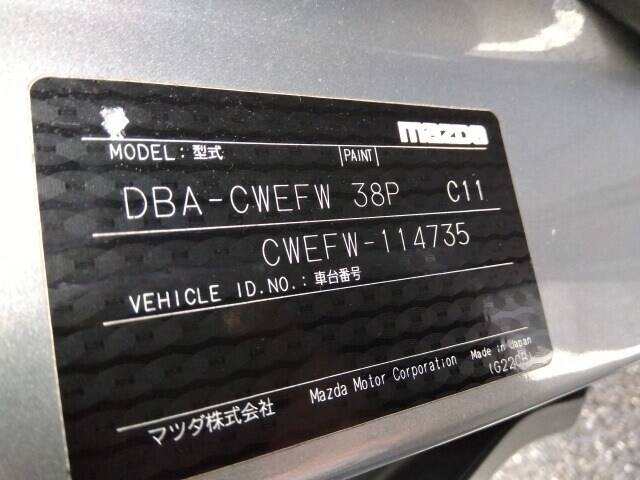 mazda
MODEL: 型式 PAINT
DBA-CWEFW 38P C11
CWEFW-114735
VEHICLE ID.NO.: 車台番号
マツダ株式会社 Mazda Motor Corporation Made in Japan
(G22CB)